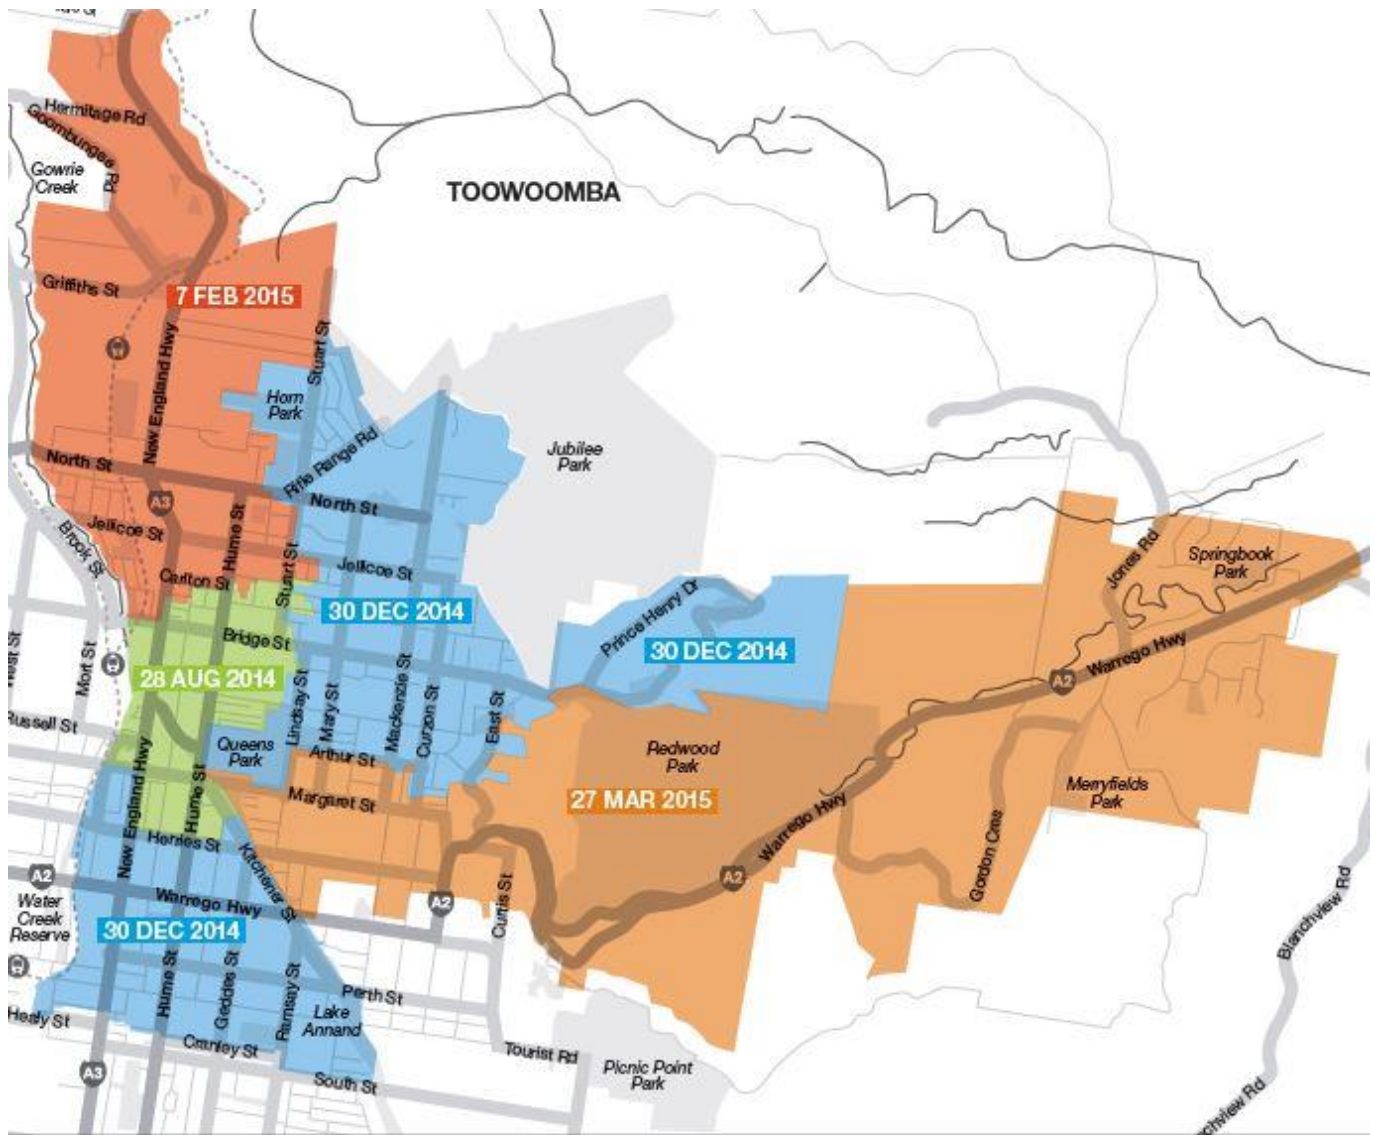 Hermitage Rd
Goombungee Rd
Gowrie
Creek
TOOWOOMBA
Griffiths St
7 FEB 2015
New England Hwy
Stuart St
Horn
Park
Rifle Range Rd
Jubilee
Park
North St
North St
A3
Hume St
Jellicoe St
Brook St
Stuart St
Jellicoe St
Carlton St
Jones Rd
Springbook
Park
30 DEC 2014
Prince Henry Dr
Bridge St
30 DEC 2014
Mort St
28 AUG 2014
Warrego Hwy
A2
Lindsay St
Mary St
Mackenzie St
Curzon St
East St
Russell St
Queens
Park
Arthur St
Redwood
Park
New England Hwy
Hume St
Margaret St
27 MAR 2015
Merryfields
Park
Warrego Hwy
Herries St
Kitchener St
Gordon Cres
A2
A2
A2
Curtis St
Warrego Hwy
Water
Creek
Reserve
30 DEC 2014
Blanchview Rd
Hume St
Geddes St
Ramsay St
Perth St
Lake
Annand
Healy St
Cranley St
Tourist Rd
A3
South St
Picnic Point
Park
chview Rd